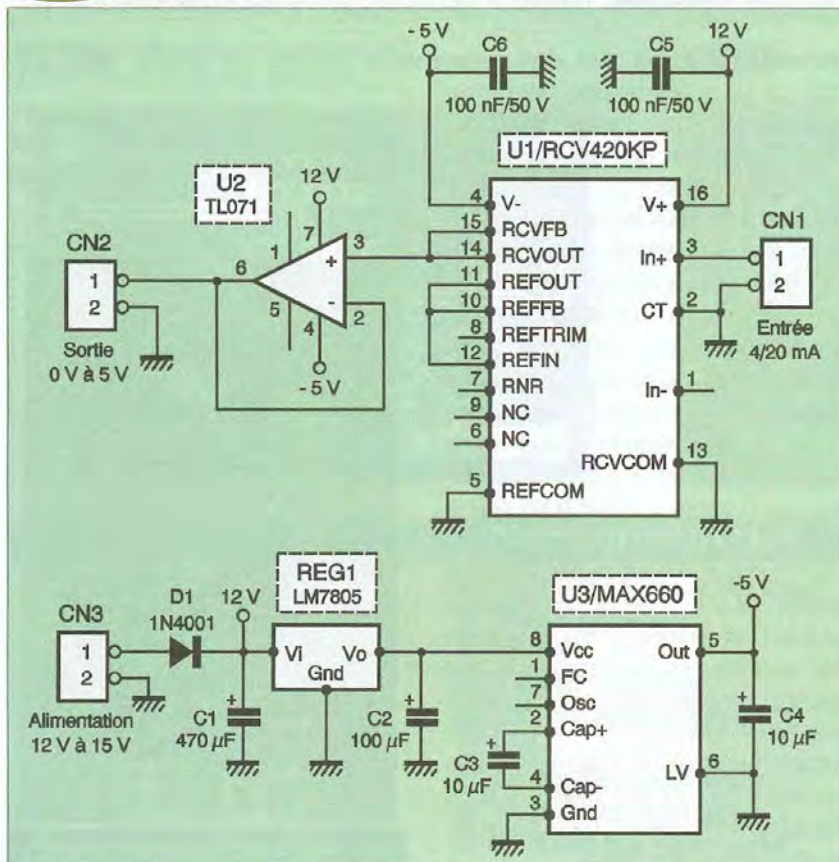 - 5 V
C6
100 nF/50 V
C5
100 nF/50 V
12 V
U1/RCV420KP
U2
TL071
12 V
7
1
3
+
-
6
2
5
4
- 5 V
CN2
1
2
Sortie
0 V à 5 V
4 V-
15 RCVFB
14 RCVOUT
11 REFOUT
10 REFFB
8 REFTRIM
12 REFIN
7 RNR
9 NC
6 NC
5 REFCOM
V+ 16
In+ 3
CT 2
In- 1
RCVCOM 13
CN1
1
2
Entrée
4/20 mA
CN3
1
2
Alimentation
12 V à 15 V
D1
1N4001
12 V
+
C1
470 µF
REG1
LM7805
Vi
Vo
Gnd
+
C2
100 µF
U3/MAX660
8 Vcc
1 FC
7 Osc
2 Cap+
4 Cap-
3 Gnd
+
C3
10 µF
Out 5
LV 6
-5 V
+
C4
10 µF